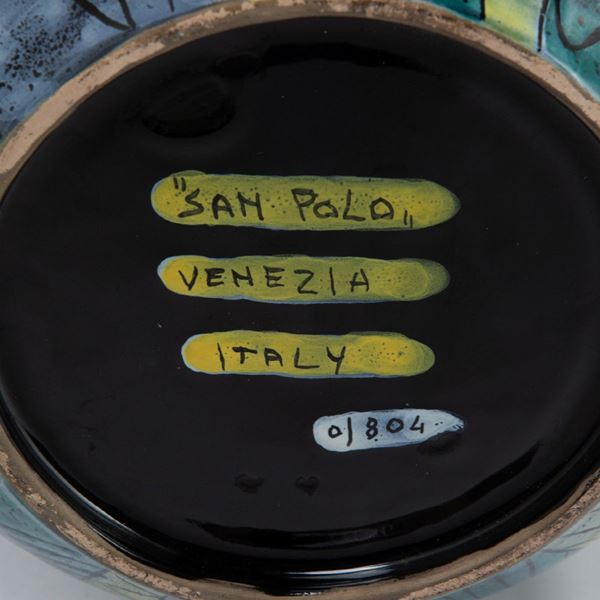 "SAN POLO"
VENEZIA
ITALY
0/804